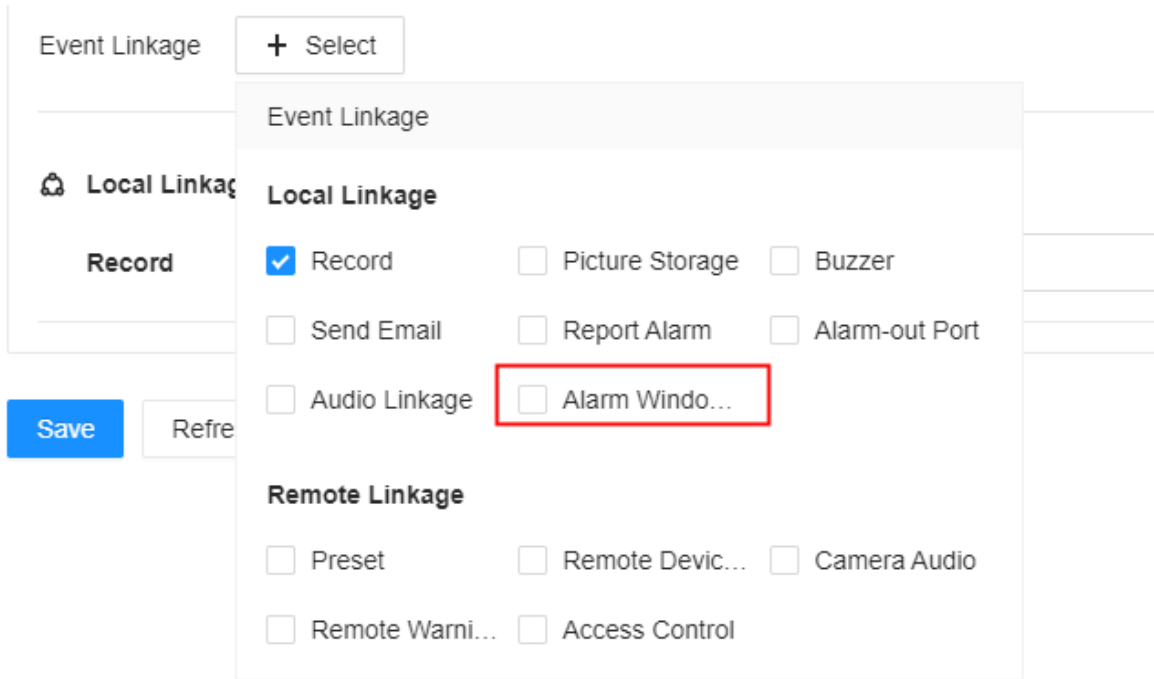 Event Linkage + Select
Event Linkage
Local Linkag
Local Linkage
Record
Record Picture Storage Buzzer
Send Email Report Alarm Alarm-out Port
Audio Linkage Alarm Windo...
Save Refre
Remote Linkage
Preset Remote Devic... Camera Audio
Remote Warni... Access Control